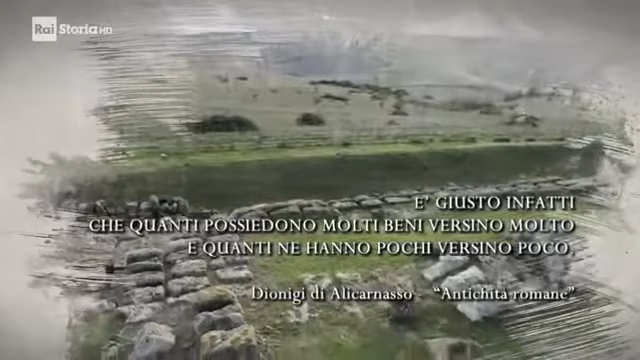 Rai Storia HD
E' GIUSTO INFATTI
CHE QUANTI POSSIEDONO MOLTI BENI VERSINO MOLTO
E QUANTI NE HANNO POCHI VERSINO POCO.
Dionigi di Alicarnasso - "Antichità romane"